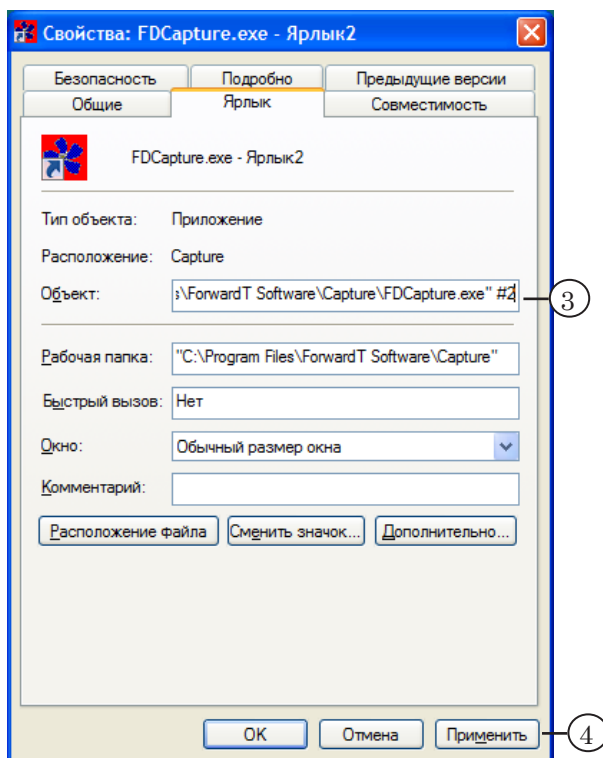 Свойства: FDCapture.exe - Ярлык2
Безопасность Подробно Предыдущие версии
Общие Ярлык Совместимость
FDCapture.exe - Ярлык2
Тип объекта: Приложение
Расположение: Capture
Объект: s\ForwardT Software\Capture\FDCapture.exe" #2 3
Рабочая папка: "C:\Program Files\ForwardT Software\Capture"
Быстрый вызов: Нет
Окно: Обычный размер окна
Комментарий:
Расположение файла Сменить значок... Дополнительно...
OK Отмена Применить 4